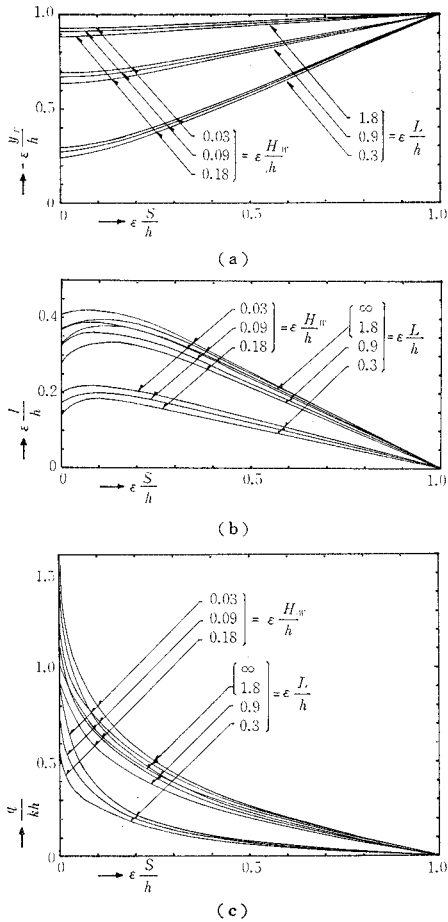 1.0
0.5
0
→ - ε y_r/h
0.03
0.09
0.18
= ε H_w/h
1.8
0.9
0.3
= ε L/h
0 0.5 1.0
→ ε S/h
(a)
0.4
0.2
0
→ ε l/h
0.03
0.09
0.18
= ε H_w/h
∞
1.8
0.9
0.3
= ε L/h
0 0.5 1.0
→ ε S/h
(b)
1.5
1.0
0.5
0
→ q/kh
0.03
0.09
0.18
= ε H_w/h
∞
1.8
0.9
0.3
= ε L/h
0 0.5 1.0
→ ε S/h
(c)